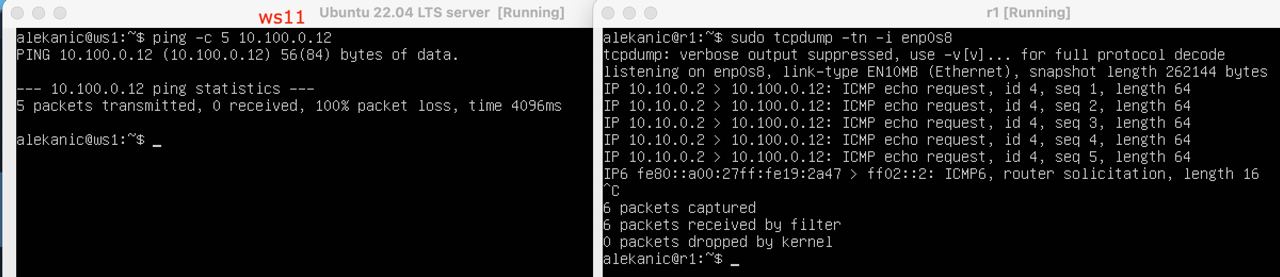 ws11
Ubuntu 22.04 LTS server [Running]
alekanic@ws1:~$ ping -c 5 10.100.0.12
PING 10.100.0.12 (10.100.0.12) 56(84) bytes of data.
--- 10.100.0.12 ping statistics ---
5 packets transmitted, 0 received, 100% packet loss, time 4096ms
alekanic@ws1:~$ _
r1 [Running]
alekanic@r1:~$ sudo tcpdump -tn -i enp0s8
tcpdump: verbose output suppressed, use -v[v]... for full protocol decode
listening on enp0s8, link-type EN10MB (Ethernet), snapshot length 262144 bytes
IP 10.10.0.2 > 10.100.0.12: ICMP echo request, id 4, seq 1, length 64
IP 10.10.0.2 > 10.100.0.12: ICMP echo request, id 4, seq 2, length 64
IP 10.10.0.2 > 10.100.0.12: ICMP echo request, id 4, seq 3, length 64
IP 10.10.0.2 > 10.100.0.12: ICMP echo request, id 4, seq 4, length 64
IP 10.10.0.2 > 10.100.0.12: ICMP echo request, id 4, seq 5, length 64
IP6 fe80::a00:27ff:fe19:2a47 > ff02::2: ICMP6, router solicitation, length 16
^C
6 packets captured
6 packets received by filter
0 packets dropped by kernel
alekanic@r1:~$ _